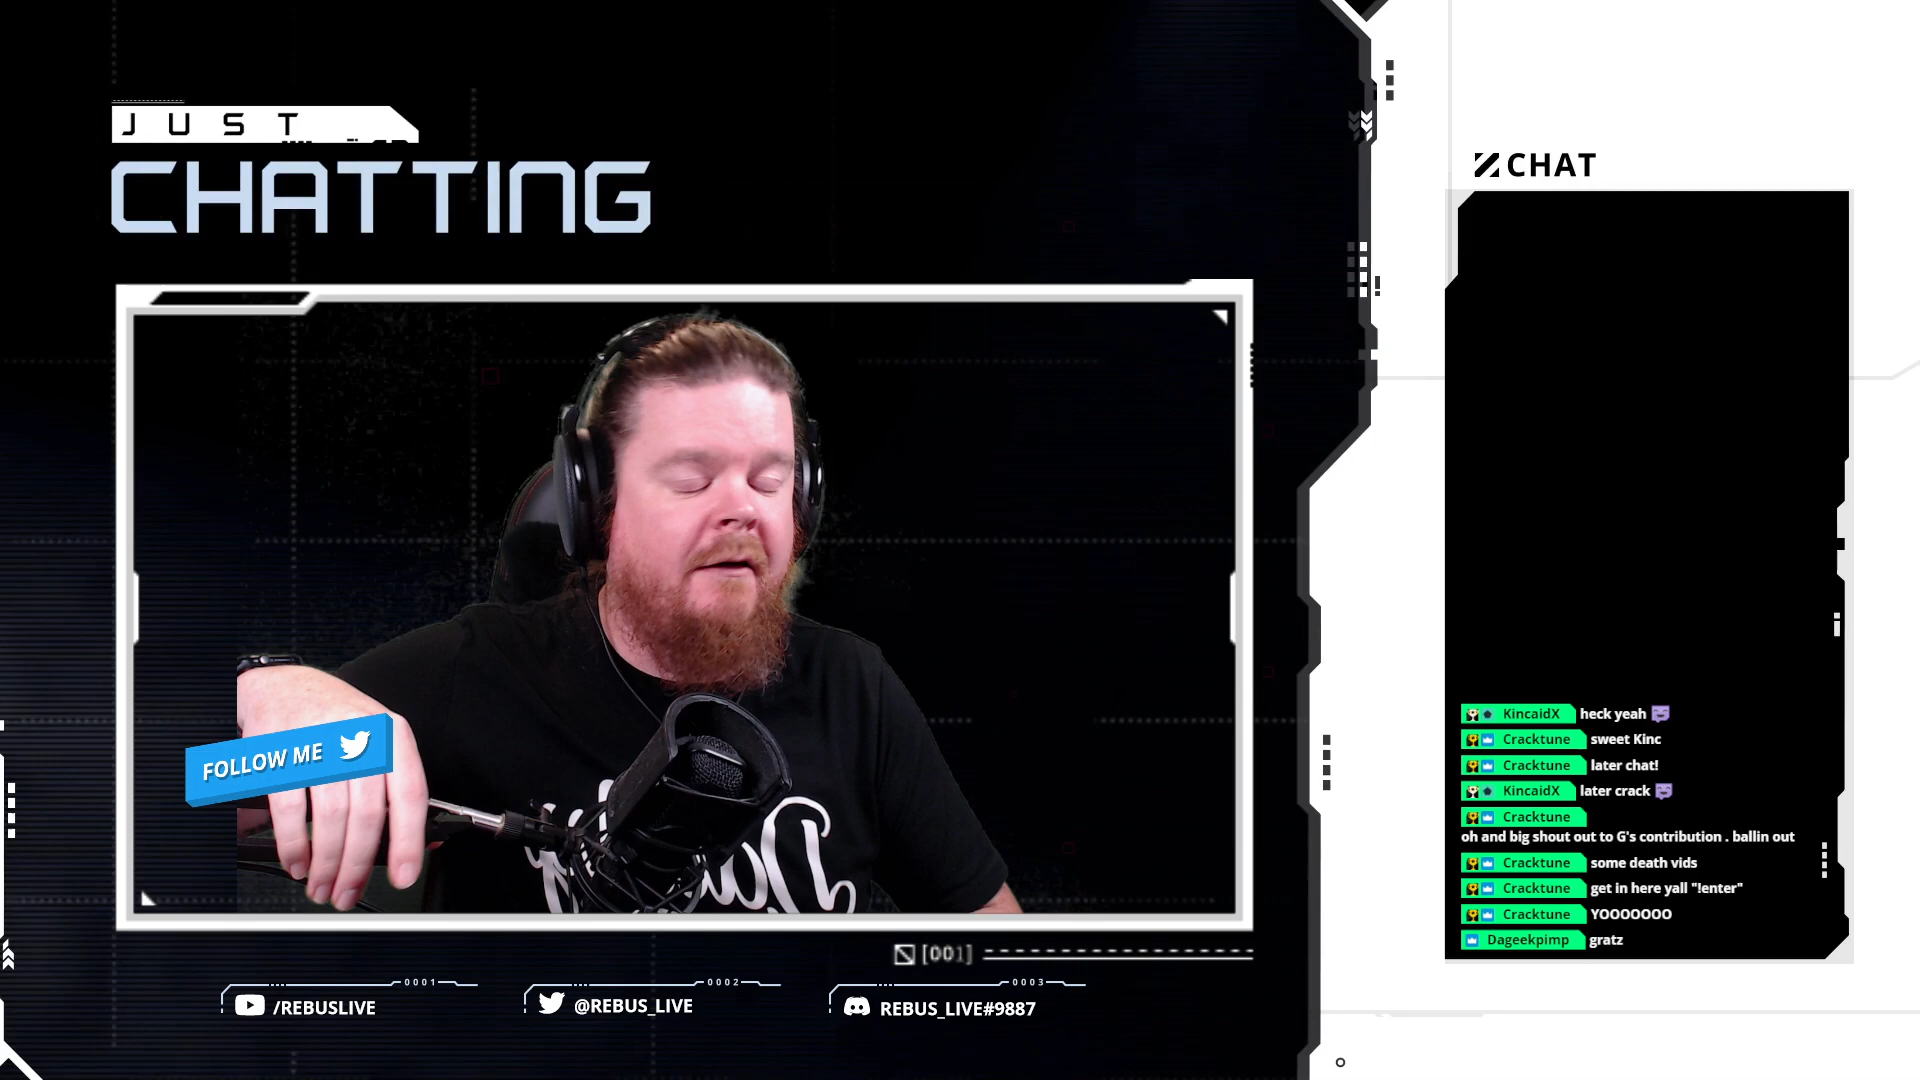 JUST
CHATTING
CHAT
FOLLOW ME
KincaidX heck yeah
Cracktune sweet Kinc
Cracktune later chat!
KincaidX later crack
Cracktune
oh and big shout out to G's contribution . ballin out
Cracktune some death vids
Cracktune get in here yall "!enter"
Cracktune YOOOOOOO
Dageekpimp gratz
[001]
0001
0002
0003
/REBUSLIVE
@REBUS_LIVE
REBUS_LIVE#9887